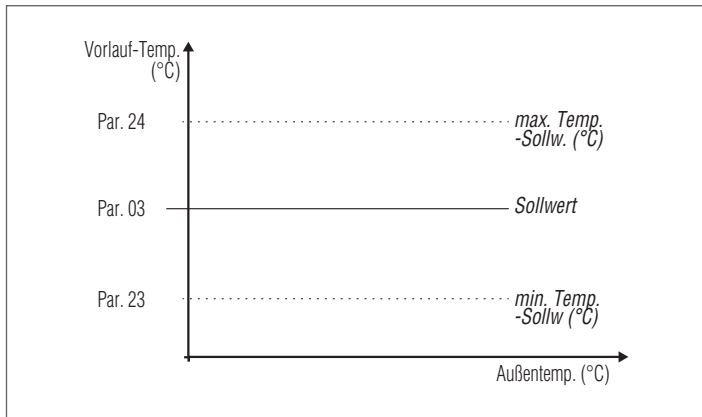 Vorlauf-Temp.
(°C)
Par. 24
max. Temp.
-Sollw. (°C)
Par. 03
Sollwert
Par. 23
min. Temp.
-Sollw (°C)
Außentemp. (°C)